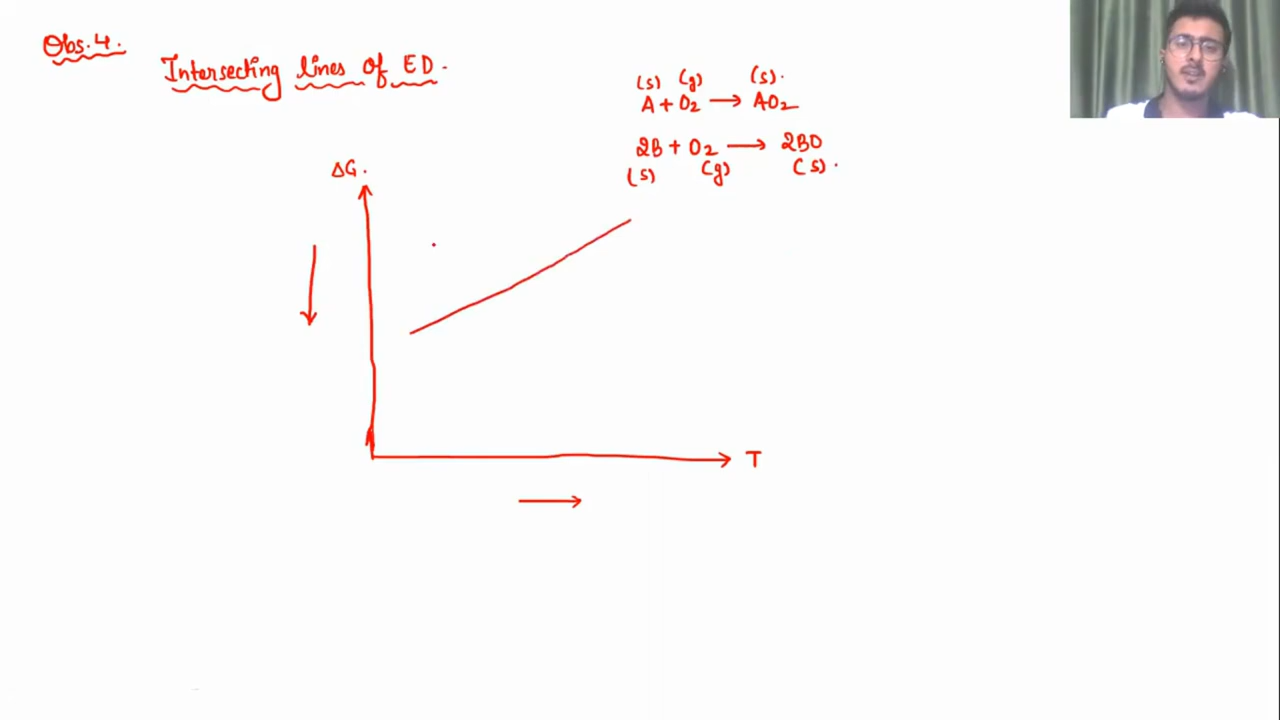 Obs.4.
Intersecting lines of ED.
(s) (g) (s).
A + O2 → AO2
2B + O2 → 2BO
(s) (g) (s).
ΔG.
T